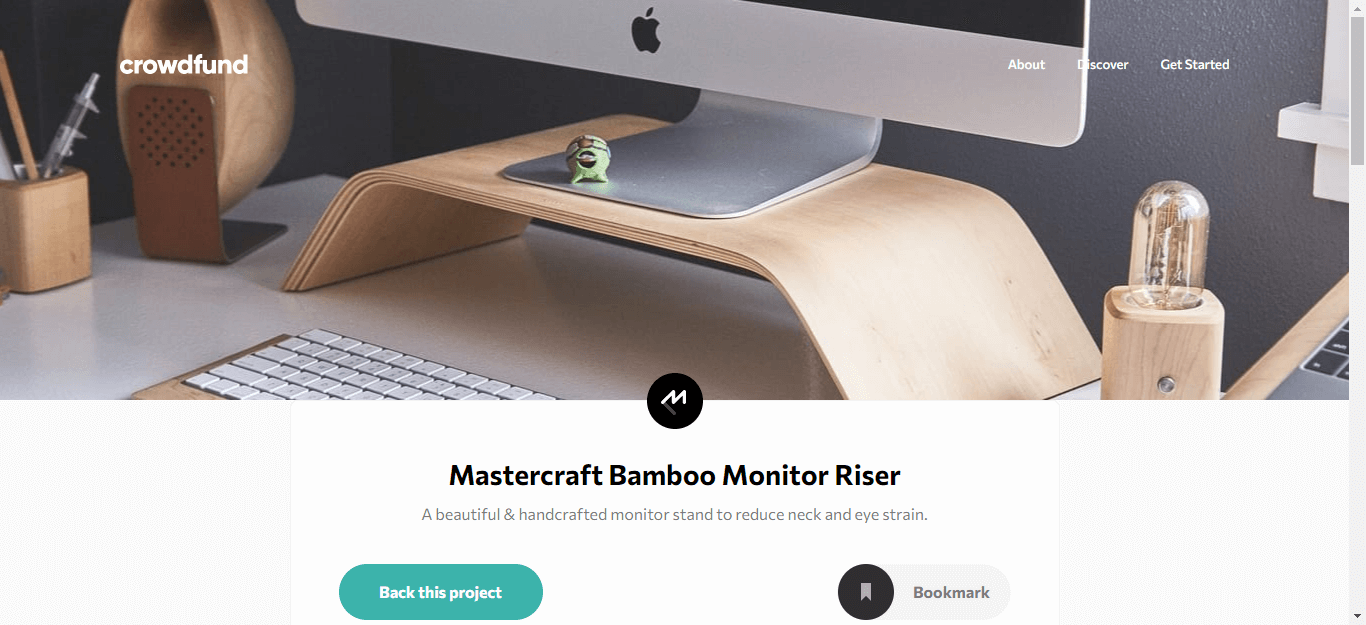 crowdfund
About
Discover
Get Started
Mastercraft Bamboo Monitor Riser
A beautiful & handcrafted monitor stand to reduce neck and eye strain.
Back this project
Bookmark